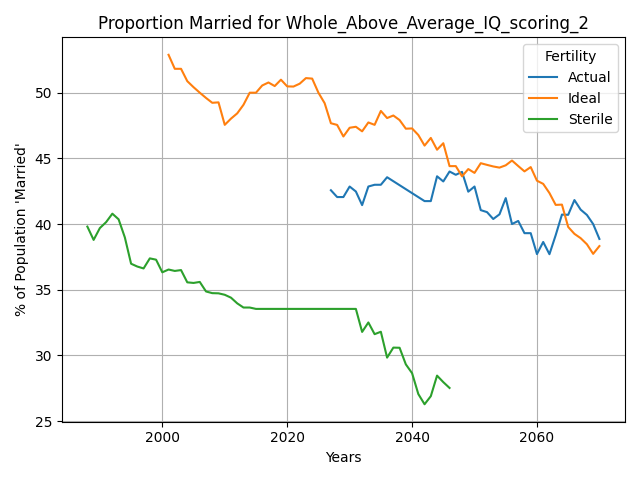 Proportion Married for Whole_Above_Average_IQ_scoring_2
% of Population 'Married'
50
45
40
35
30
25
2000
2020
2040
2060
Years
Fertility
Actual
Ideal
Sterile